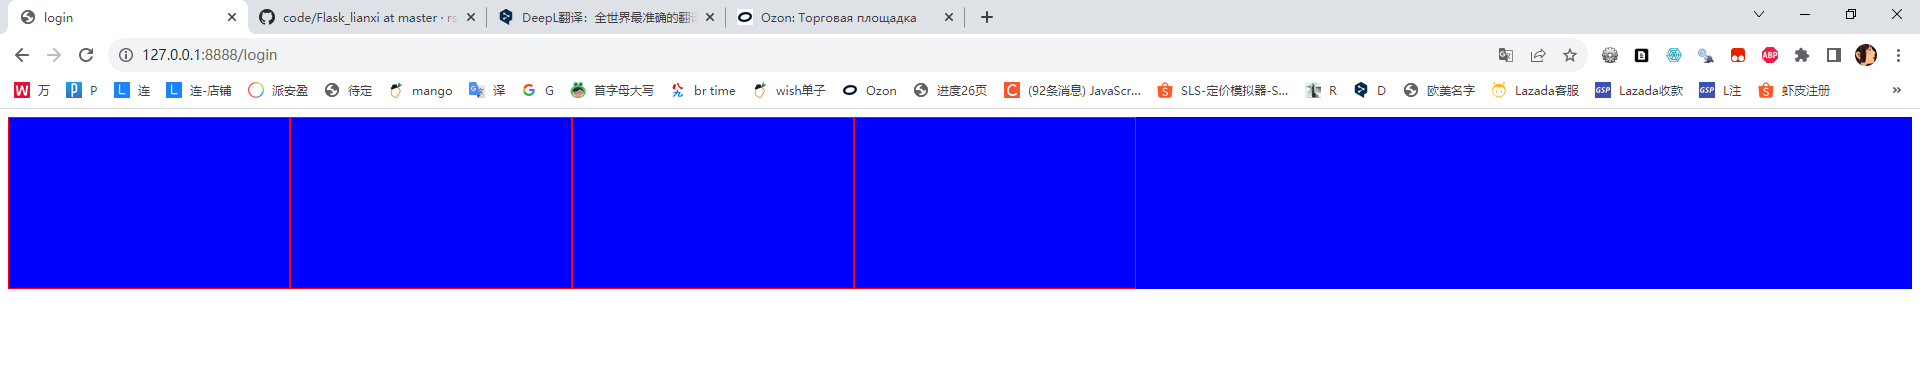 login
code/Flask_lianxi at master · rs
DeepL翻译：全世界最准确的翻译
Ozon: Торговая площадка
127.0.0.1:8888/login
ABP
W 万 P P L 连 L 连-店铺 派安盈 待定 mango 译 G G 首字母大写 br time wish单子 Ozon 进度26页 C (92条消息) JavaScr... SLS-定价模拟器-S... R D 欧美名字 Lazada客服 GSP Lazada收款 GSP L注 虾皮注册 »